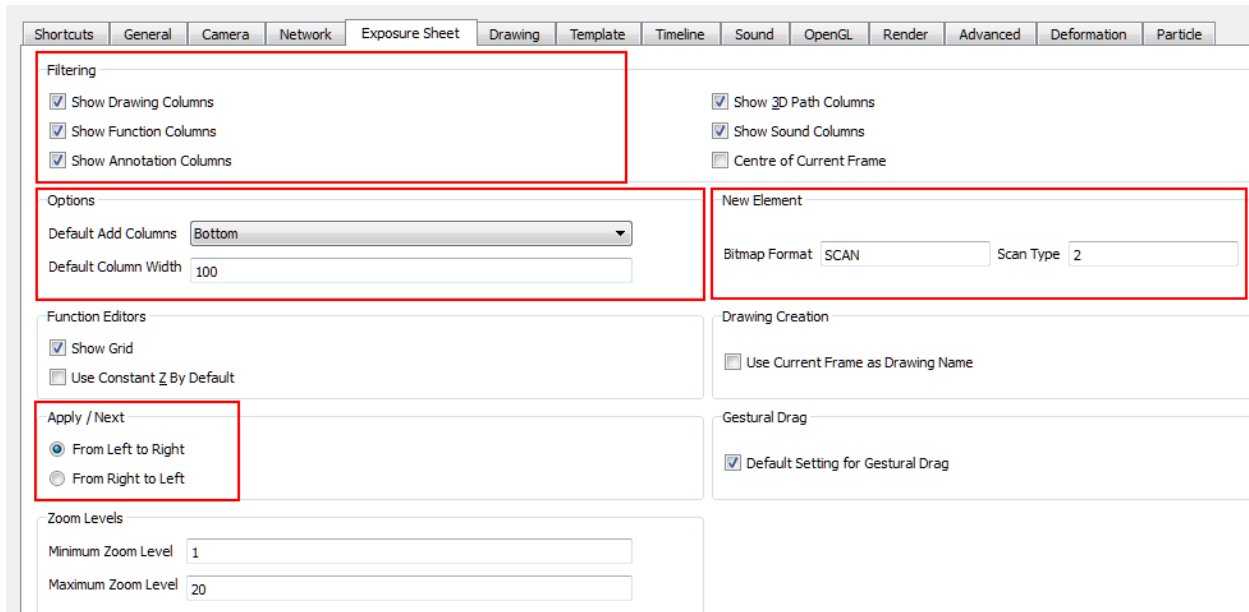 Shortcuts General Camera Network Exposure Sheet Drawing Template Timeline Sound OpenGL Render Advanced Deformation Particle
Filtering
Show Drawing Columns
Show 3D Path Columns
Show Function Columns
Show Sound Columns
Show Annotation Columns
Centre of Current Frame
Options
Default Add Columns Bottom
Default Column Width 100
New Element
Bitmap Format SCAN Scan Type 2
Function Editors
Show Grid
Use Constant Z By Default
Drawing Creation
Use Current Frame as Drawing Name
Apply / Next
From Left to Right
From Right to Left
Gestural Drag
Default Setting for Gestural Drag
Zoom Levels
Minimum Zoom Level 1
Maximum Zoom Level 20